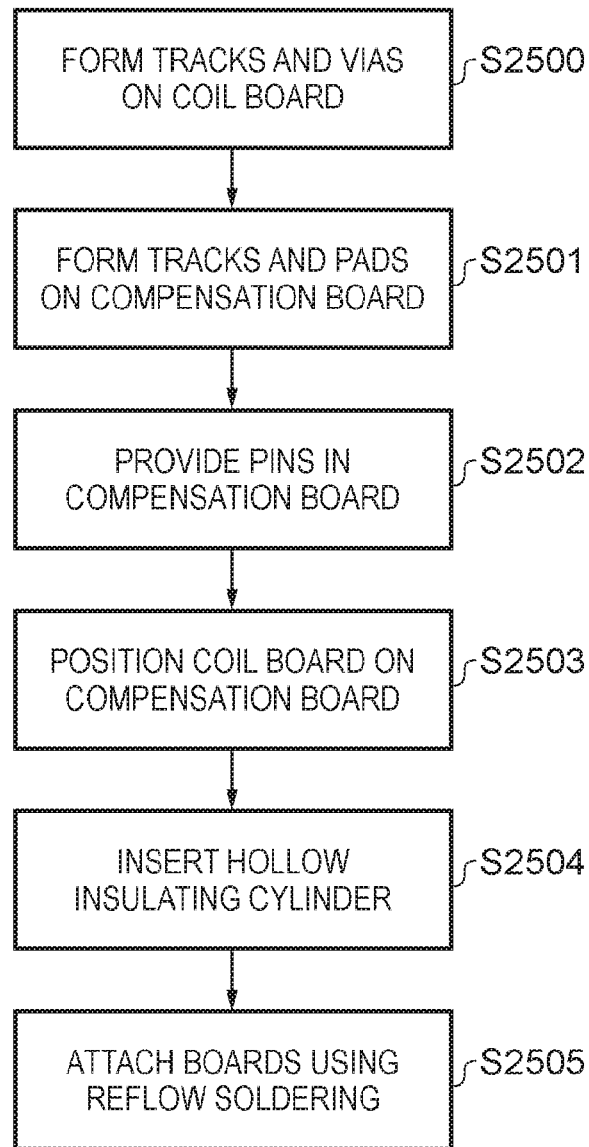 FORM TRACKS AND VIAS
ON COIL BOARD
S2500
FORM TRACKS AND PADS
ON COMPENSATION BOARD
S2501
PROVIDE PINS IN
COMPENSATION BOARD
S2502
POSITION COIL BOARD ON
COMPENSATION BOARD
S2503
INSERT HOLLOW
INSULATING CYLINDER
S2504
ATTACH BOARDS USING
REFLOW SOLDERING
S2505